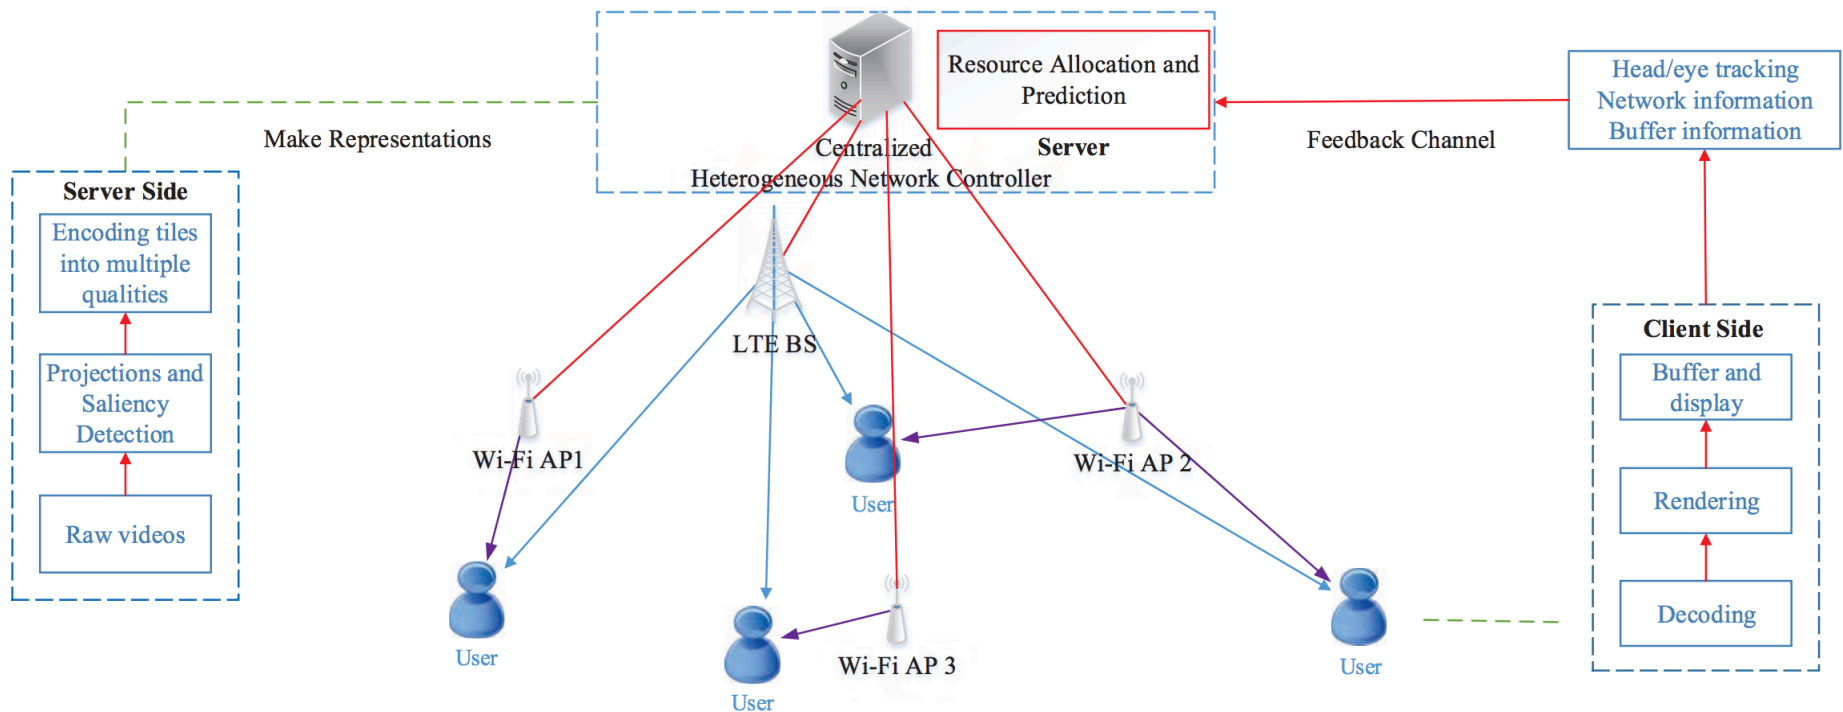 Server Side
Encoding tiles
into multiple
qualities
Projections and
Saliency
Detection
Raw videos
Make Representations
Resource Allocation and
Prediction
Server
Centralized
Heterogeneous Network Controller
Feedback Channel
Head/eye tracking
Network information
Buffer information
LTE BS
Wi-Fi AP1
Wi-Fi AP 2
Wi-Fi AP 3
User
User
User
User
Client Side
Buffer and
display
Rendering
Decoding